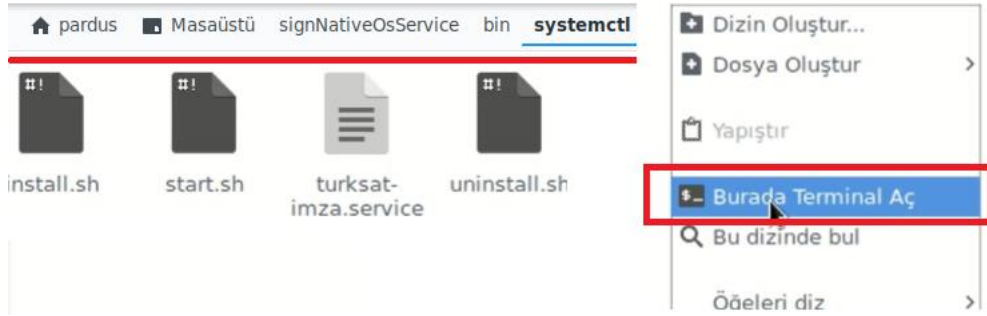 pardus Masaüstü signNativeOsService bin systemctl
#! #! #!
install.sh start.sh turksat-imza.service uninstall.sh
Dizin Oluştur...
Dosya Oluştur
Yapıştır
$_ Burada Terminal Aç
Bu dizinde bul
Öğeleri diz